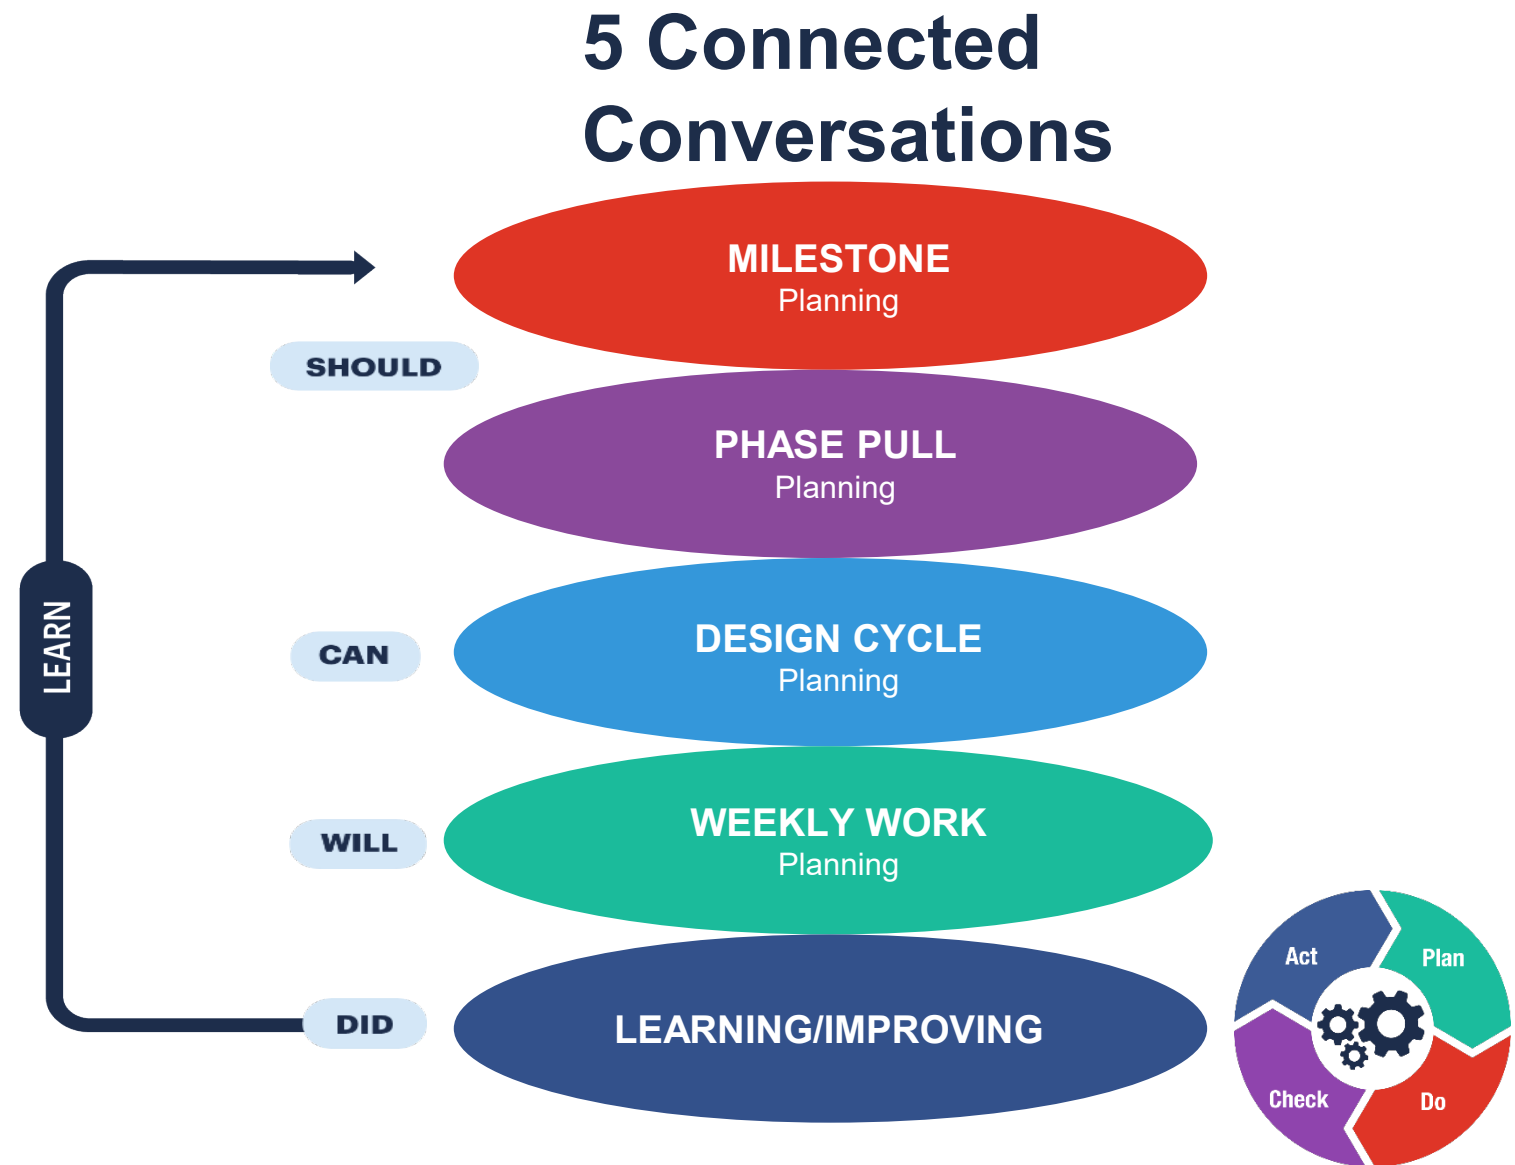 5 Connected
Conversations
MILESTONE
Planning
SHOULD
PHASE PULL
Planning
LEARN
CAN
DESIGN CYCLE
Planning
WILL
WEEKLY WORK
Planning
DID
LEARNING/IMPROVING
Act
Plan
Check
Do